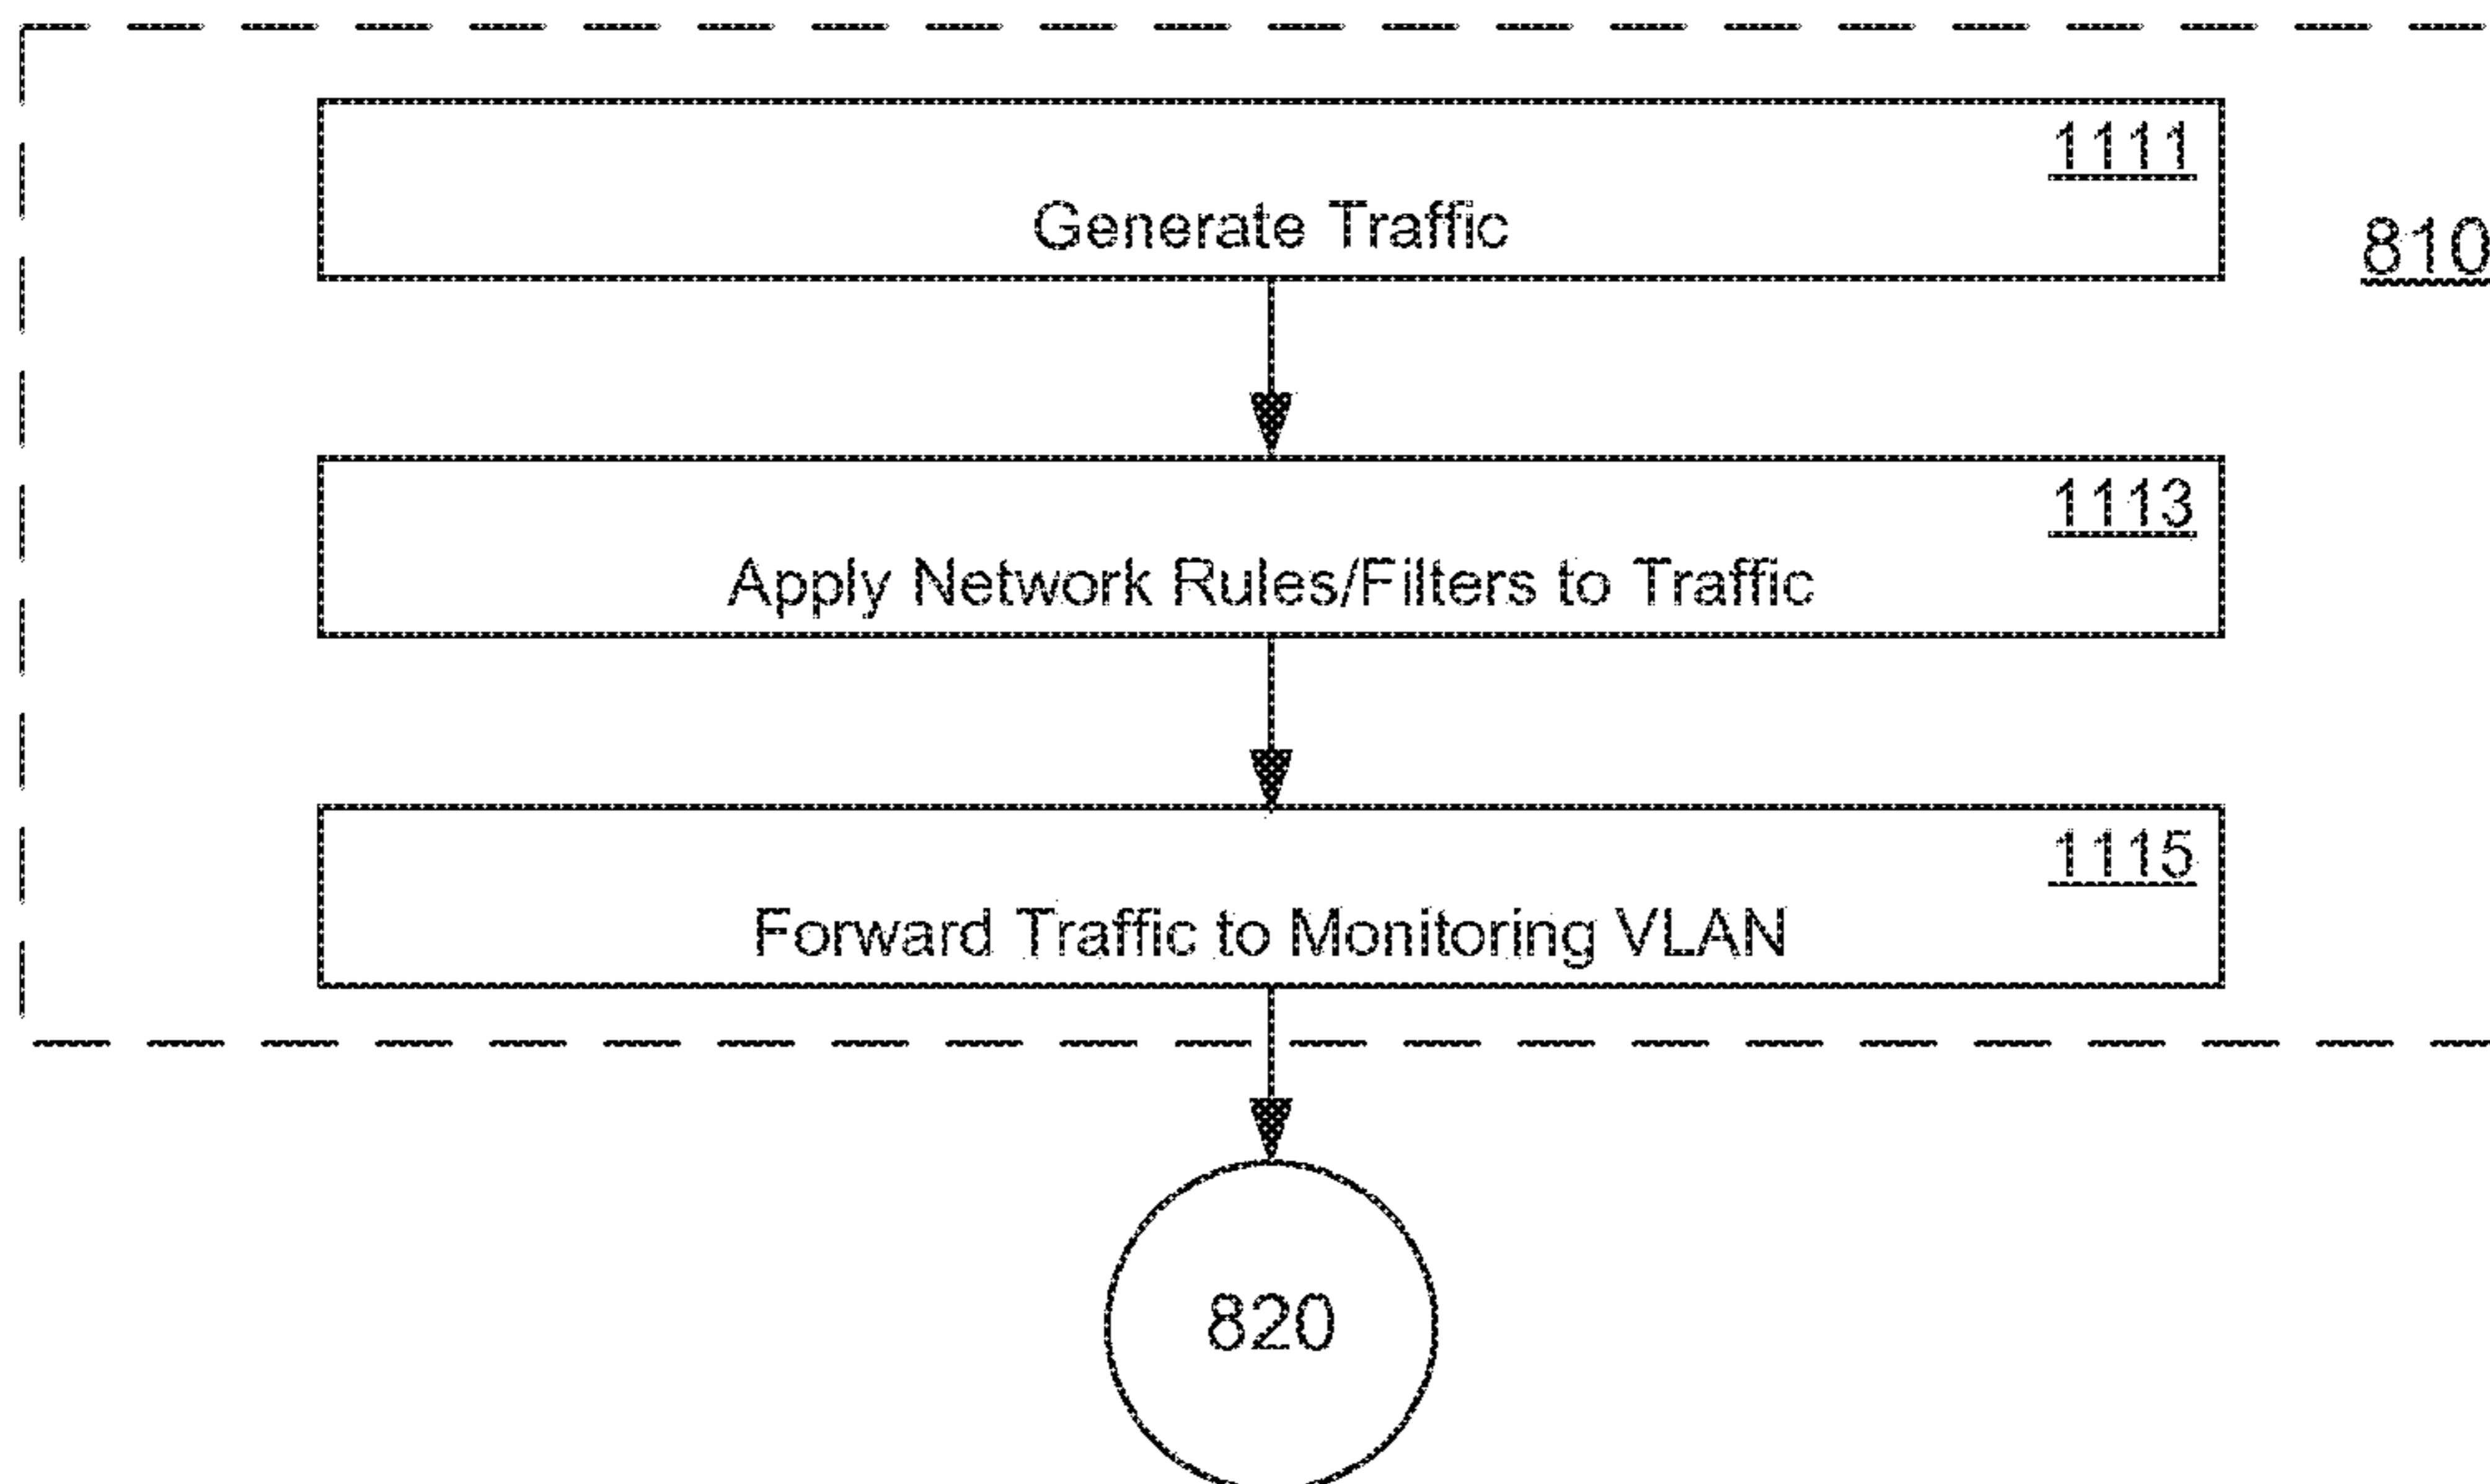 1111
Generate Traffic
810
1113
Apply Network Rules/Filters to Traffic
1115
Forward Traffic to Monitoring VLAN
820